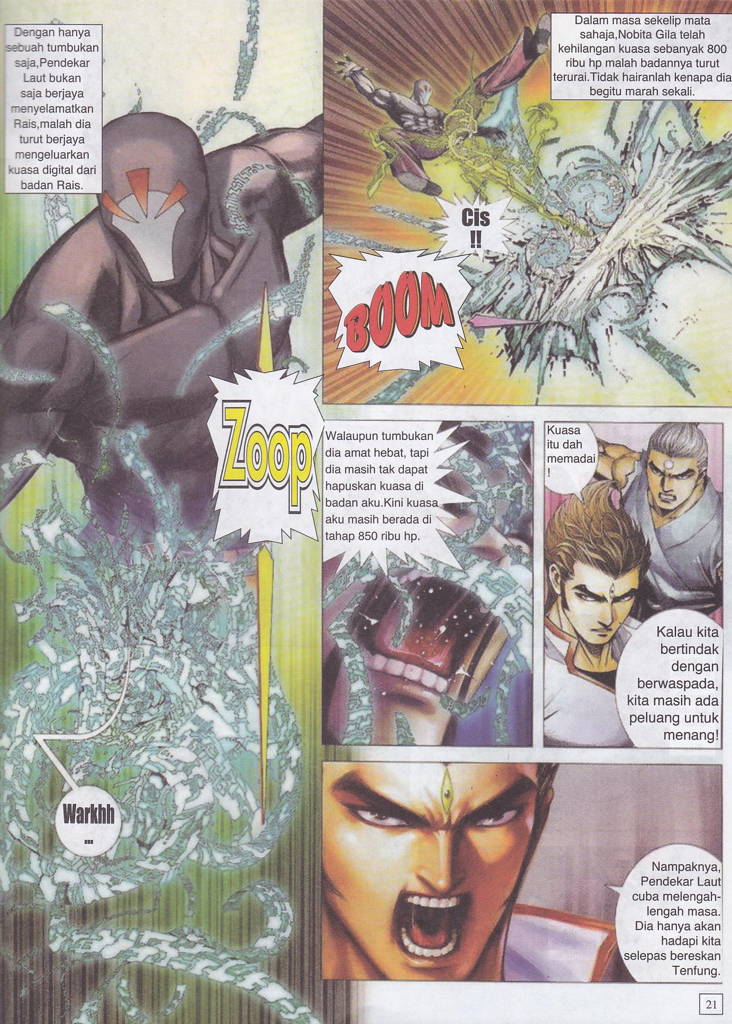 Dengan hanya
sebuah tumbukan
saja,Pendekar
Laut bukan
saja berjaya
menyelamatkan
Rais,malah dia
turut berjaya
mengeluarkan
kuasa digital dari
badan Rais.
Zoop
Warkhh
...
Dalam masa sekelip mata
sahaja,Nobita Gila telah
kehilangan kuasa sebanyak 800
ribu hp malah badannya turut
terurai.Tidak hairanlah kenapa dia
begitu marah sekali.
Cis
!!
BOOM
Walaupun tumbukan
dia amat hebat, tapi
dia masih tak dapat
hapuskan kuasa di
badan aku.Kini kuasa
aku masih berada di
tahap 850 ribu hp.
Kuasa
itu dah
memadai
!
Kalau kita
bertindak
dengan
berwaspada,
kita masih ada
peluang untuk
menang!
Nampaknya,
Pendekar Laut
cuba melengah-
lengah masa.
Dia hanya akan
hadapi kita
selepas bereskan
Tenfung.
21